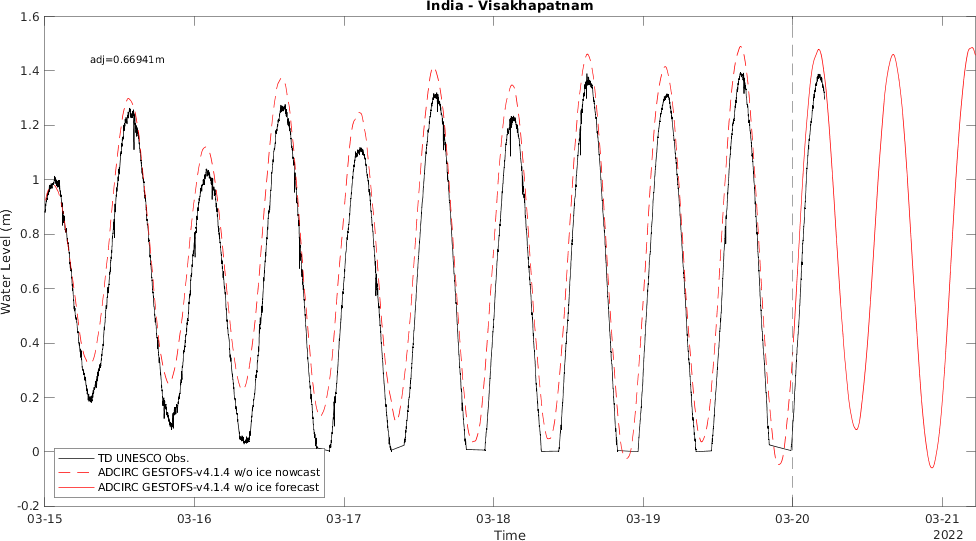 India - Visakhapatnam
adj=0.66941m
1.6
1.4
1.2
1
0.8
0.6
0.4
0.2
0
-0.2
Water Level (m)
TD UNESCO Obs.
ADCIRC GESTOFS-v4.1.4 w/o ice nowcast
ADCIRC GESTOFS-v4.1.4 w/o ice forecast
03-15 03-16 03-17 03-18 03-19 03-20 03-21
Time
2022